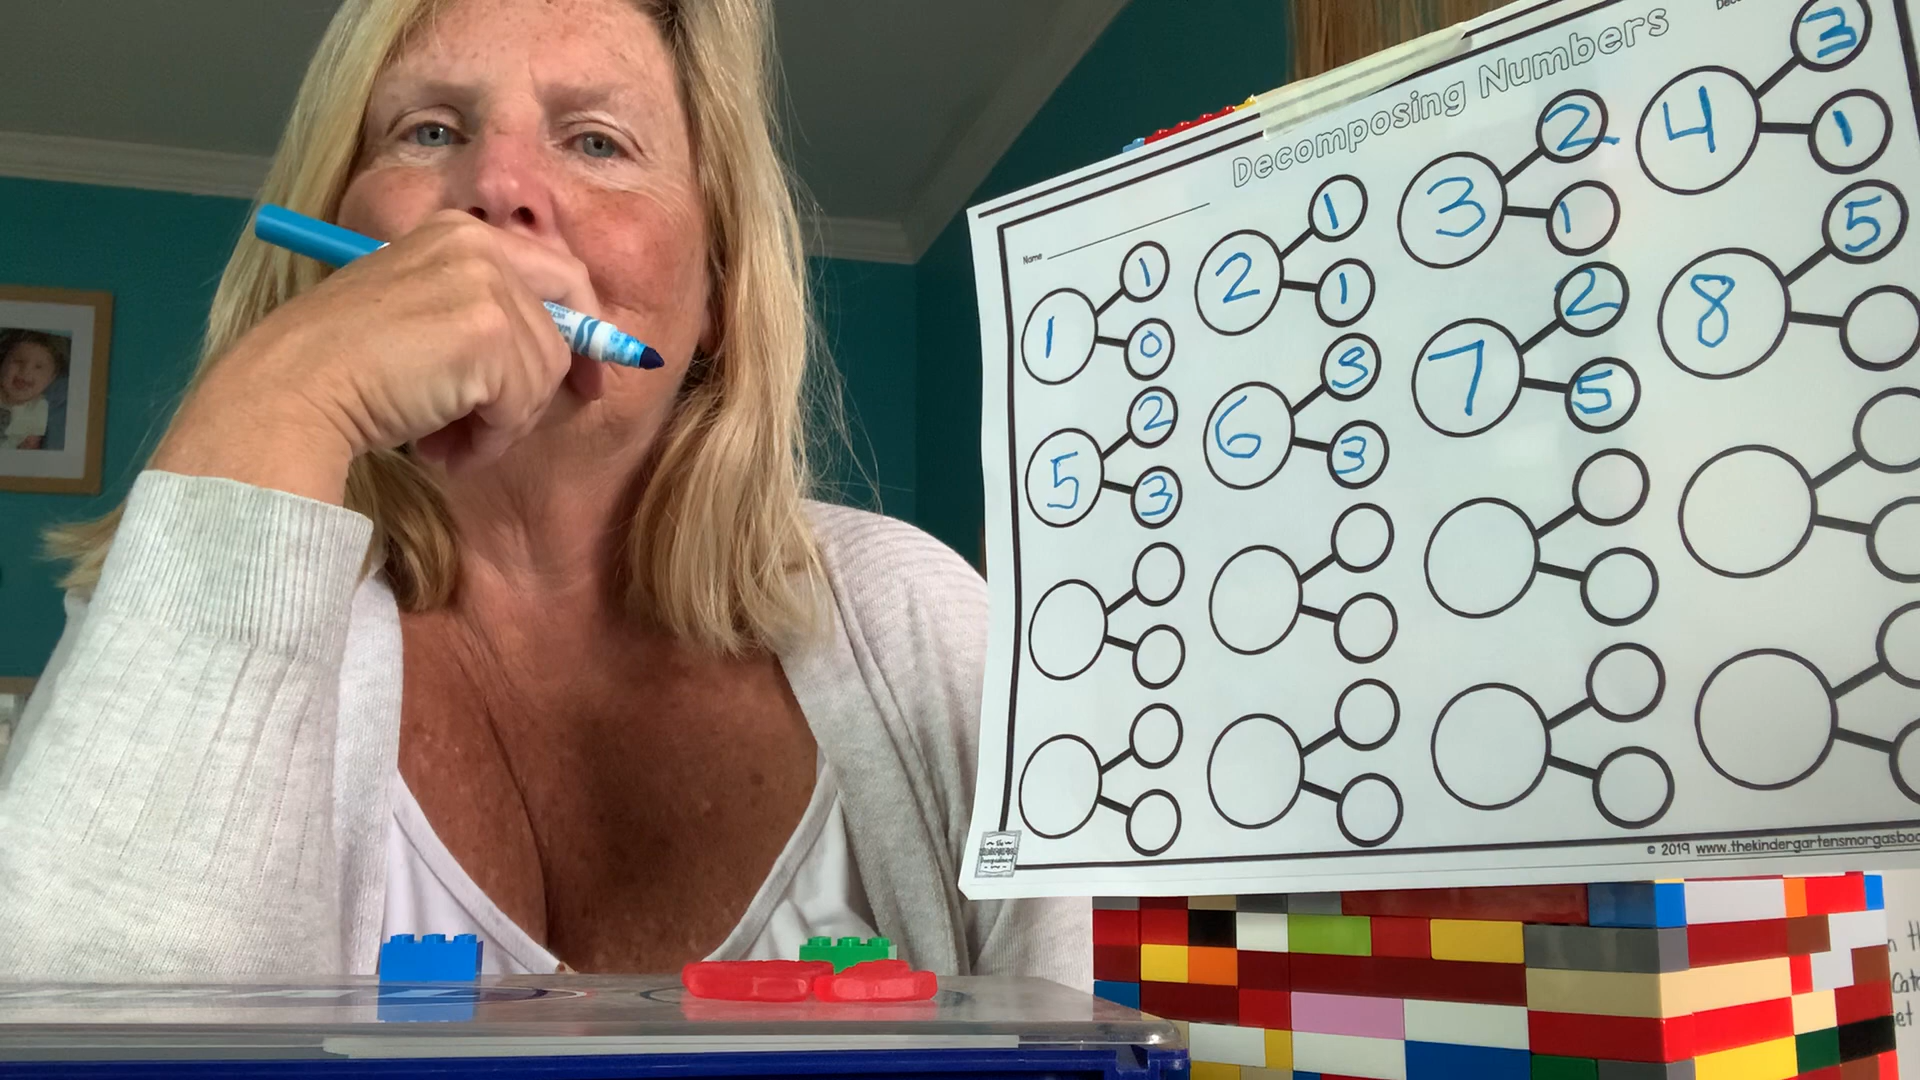 Decomposing Numbers
Name
1 1 0
2 1 1
3 2 1
4 3 1
5 2 3
6 3 3
7 2 5
8 5
© 2019 www.thekindergartensmorgasboo